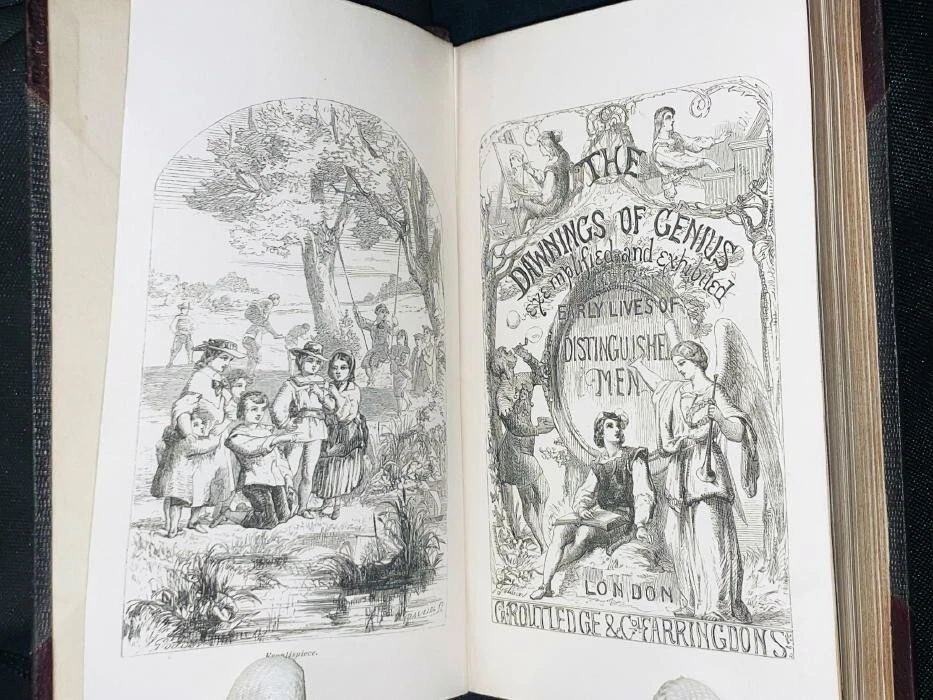 Frontispiece.
THE
DAWNINGS OF GENIUS
exemplified and exhibited
EARLY LIVES OF
DISTINGUISHED
MEN
LONDON
G. ROUTLEDGE & Co. FARRINGDON St.